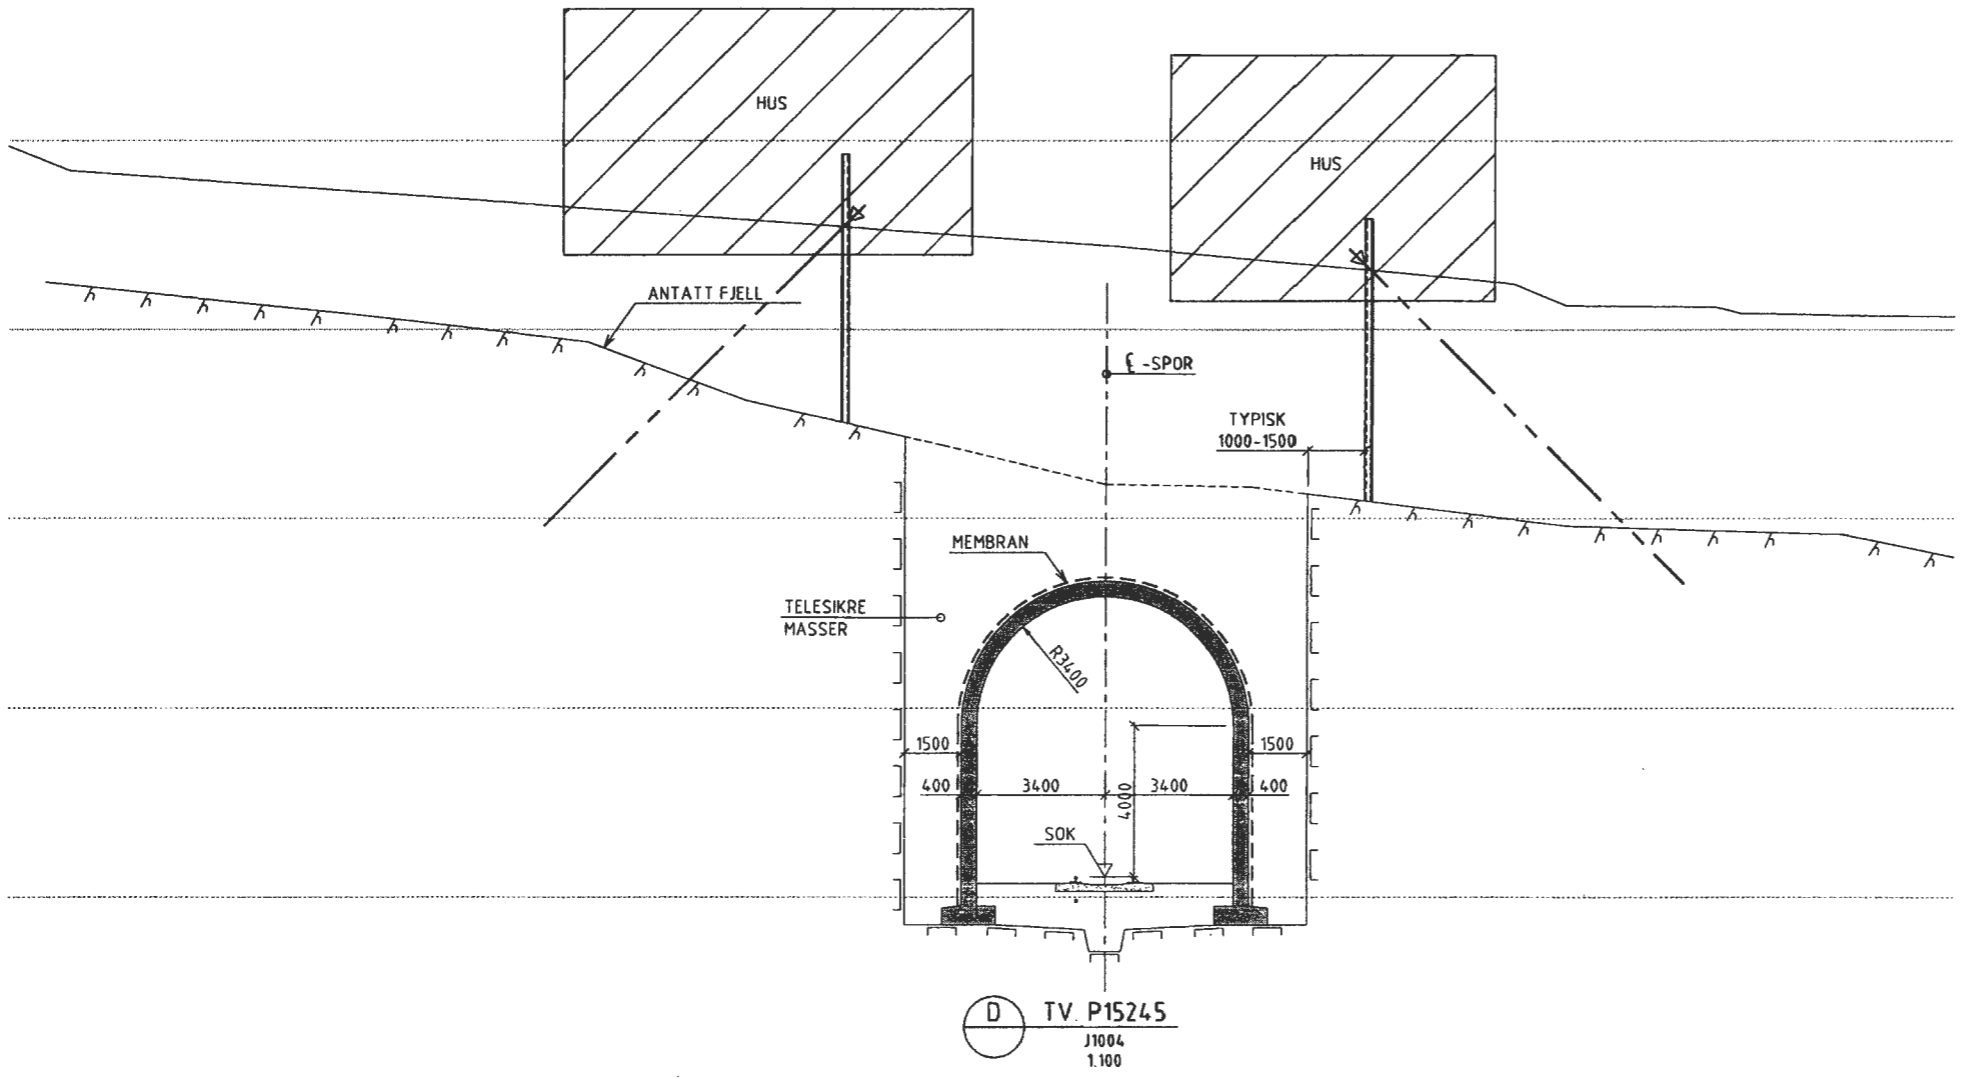 HUS
HUS
ANTATT FJELL
℄ -SPOR
TYPISK
1000-1500
MEMBRAN
TELESIKRE
MASSER
R3400
1500
1500
400
3400
3400
400
4000
SOK
D
TV. P15245
J1004
1.100